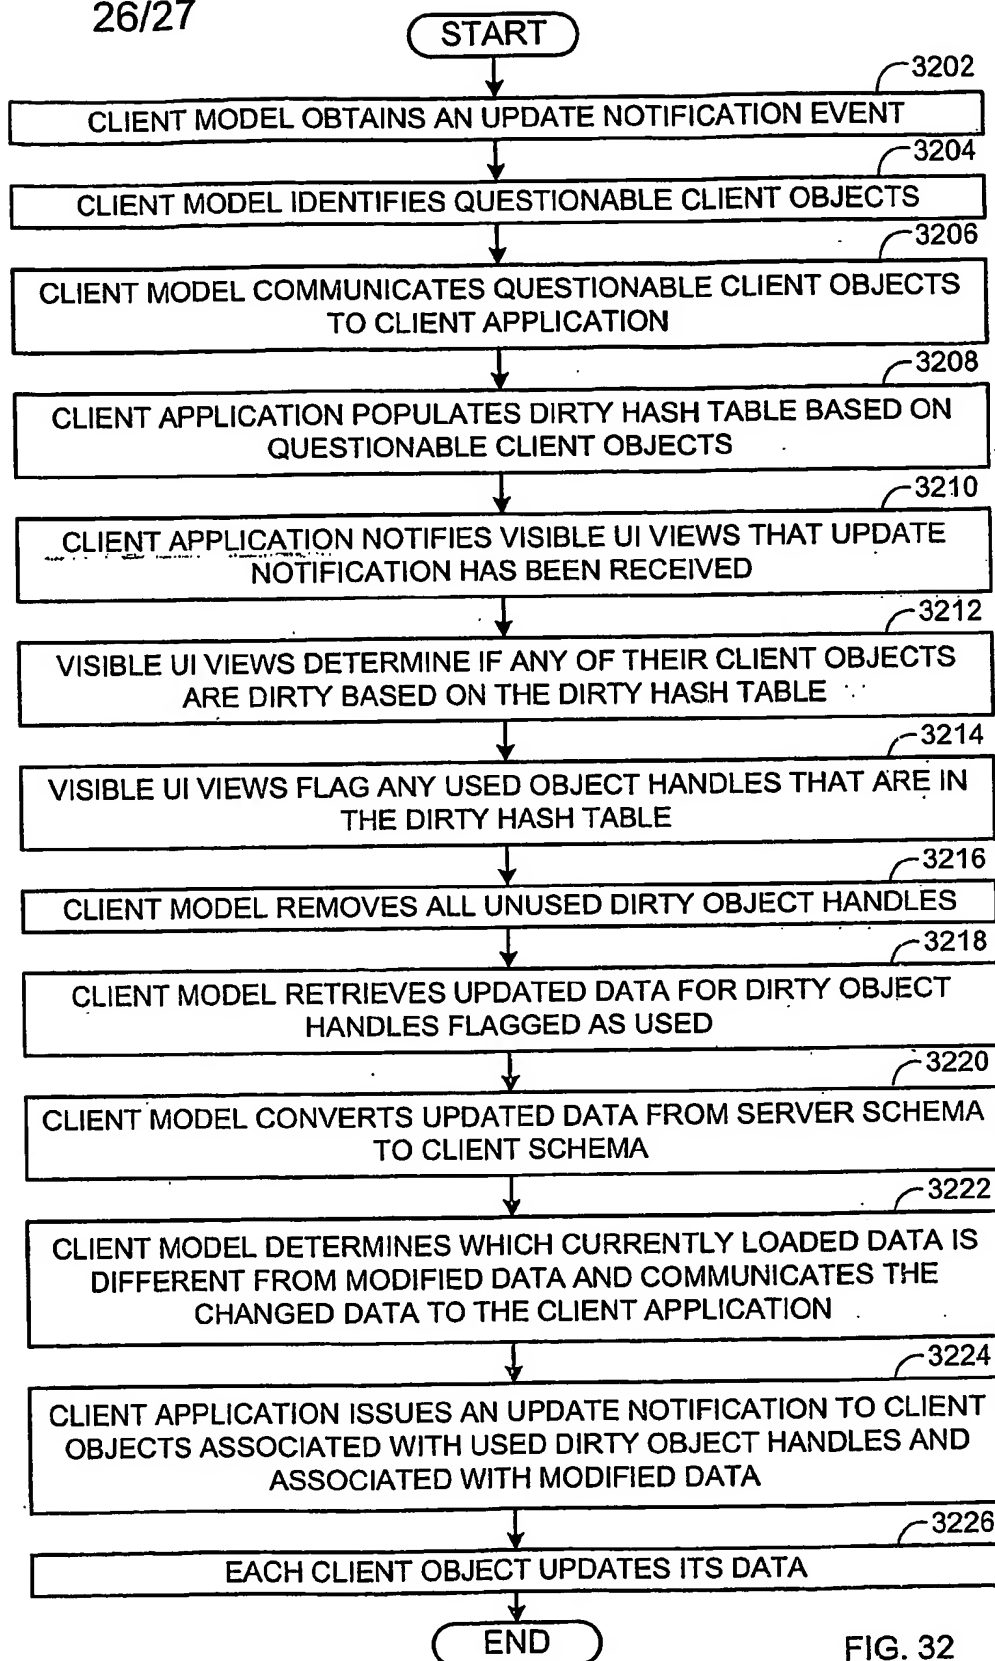 26/27
START
3202
CLIENT MODEL OBTAINS AN UPDATE NOTIFICATION EVENT
3204
CLIENT MODEL IDENTIFIES QUESTIONABLE CLIENT OBJECTS
3206
CLIENT MODEL COMMUNICATES QUESTIONABLE CLIENT OBJECTS
TO CLIENT APPLICATION
3208
CLIENT APPLICATION POPULATES DIRTY HASH TABLE BASED ON
QUESTIONABLE CLIENT OBJECTS
3210
CLIENT APPLICATION NOTIFIES VISIBLE UI VIEWS THAT UPDATE
NOTIFICATION HAS BEEN RECEIVED
3212
VISIBLE UI VIEWS DETERMINE IF ANY OF THEIR CLIENT OBJECTS
ARE DIRTY BASED ON THE DIRTY HASH TABLE
3214
VISIBLE UI VIEWS FLAG ANY USED OBJECT HANDLES THAT ARE IN
THE DIRTY HASH TABLE
3216
CLIENT MODEL REMOVES ALL UNUSED DIRTY OBJECT HANDLES
3218
CLIENT MODEL RETRIEVES UPDATED DATA FOR DIRTY OBJECT
HANDLES FLAGGED AS USED
3220
CLIENT MODEL CONVERTS UPDATED DATA FROM SERVER SCHEMA
TO CLIENT SCHEMA
3222
CLIENT MODEL DETERMINES WHICH CURRENTLY LOADED DATA IS
DIFFERENT FROM MODIFIED DATA AND COMMUNICATES THE
CHANGED DATA TO THE CLIENT APPLICATION
3224
CLIENT APPLICATION ISSUES AN UPDATE NOTIFICATION TO CLIENT
OBJECTS ASSOCIATED WITH USED DIRTY OBJECT HANDLES AND
ASSOCIATED WITH MODIFIED DATA
3226
EACH CLIENT OBJECT UPDATES ITS DATA
END
FIG. 32